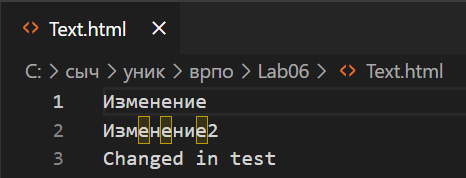 Text.html
C: > сыч > уник > врпо > Lab06 > Text.html
1 Изменение
2 Изменение2
3 Changed in test